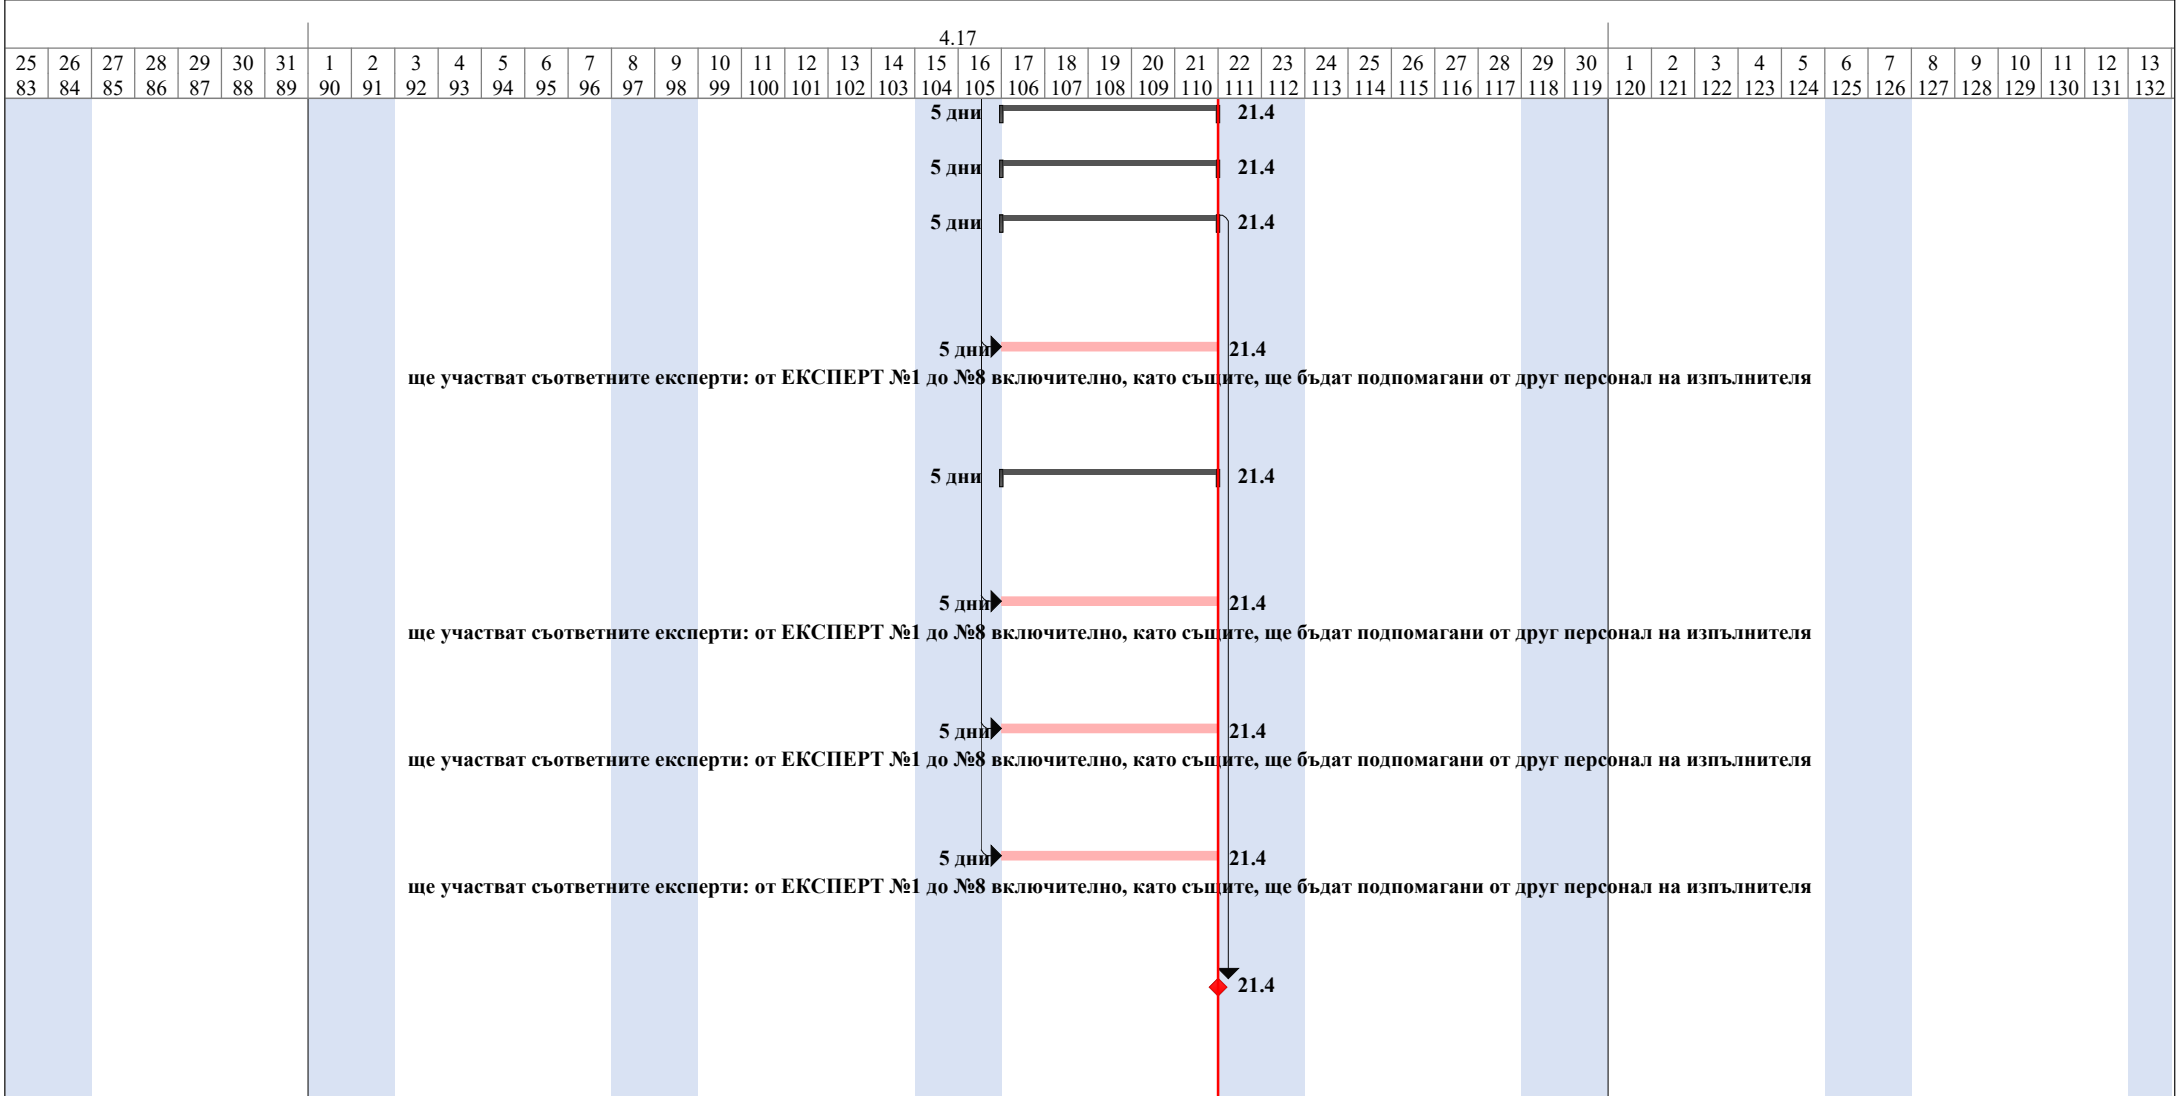 4.17
25 26 27 28 29 30 31 1 2 3 4 5 6 7 8 9 10 11 12 13 14 15 16 17 18 19 20 21 22 23 24 25 26 27 28 29 30 1 2 3 4 5 6 7 8 9 10 11 12 13
83 84 85 86 87 88 89 90 91 92 93 94 95 96 97 98 99 100 101 102 103 104 105 106 107 108 109 110 111 112 113 114 115 116 117 118 119 120 121 122 123 124 125 126 127 128 129 130 131 132
5 дни 21.4
5 дни 21.4
5 дни 21.4
5 дни 21.4
ще участват съответните експерти: от ЕКСПЕРТ №1 до №8 включително, като същите, ще бъдат подпомагани от друг персонал на изпълнителя
5 дни 21.4
5 дни 21.4
ще участват съответните експерти: от ЕКСПЕРТ №1 до №8 включително, като същите, ще бъдат подпомагани от друг персонал на изпълнителя
5 дни 21.4
ще участват съответните експерти: от ЕКСПЕРТ №1 до №8 включително, като същите, ще бъдат подпомагани от друг персонал на изпълнителя
5 дни 21.4
ще участват съответните експерти: от ЕКСПЕРТ №1 до №8 включително, като същите, ще бъдат подпомагани от друг персонал на изпълнителя
21.4